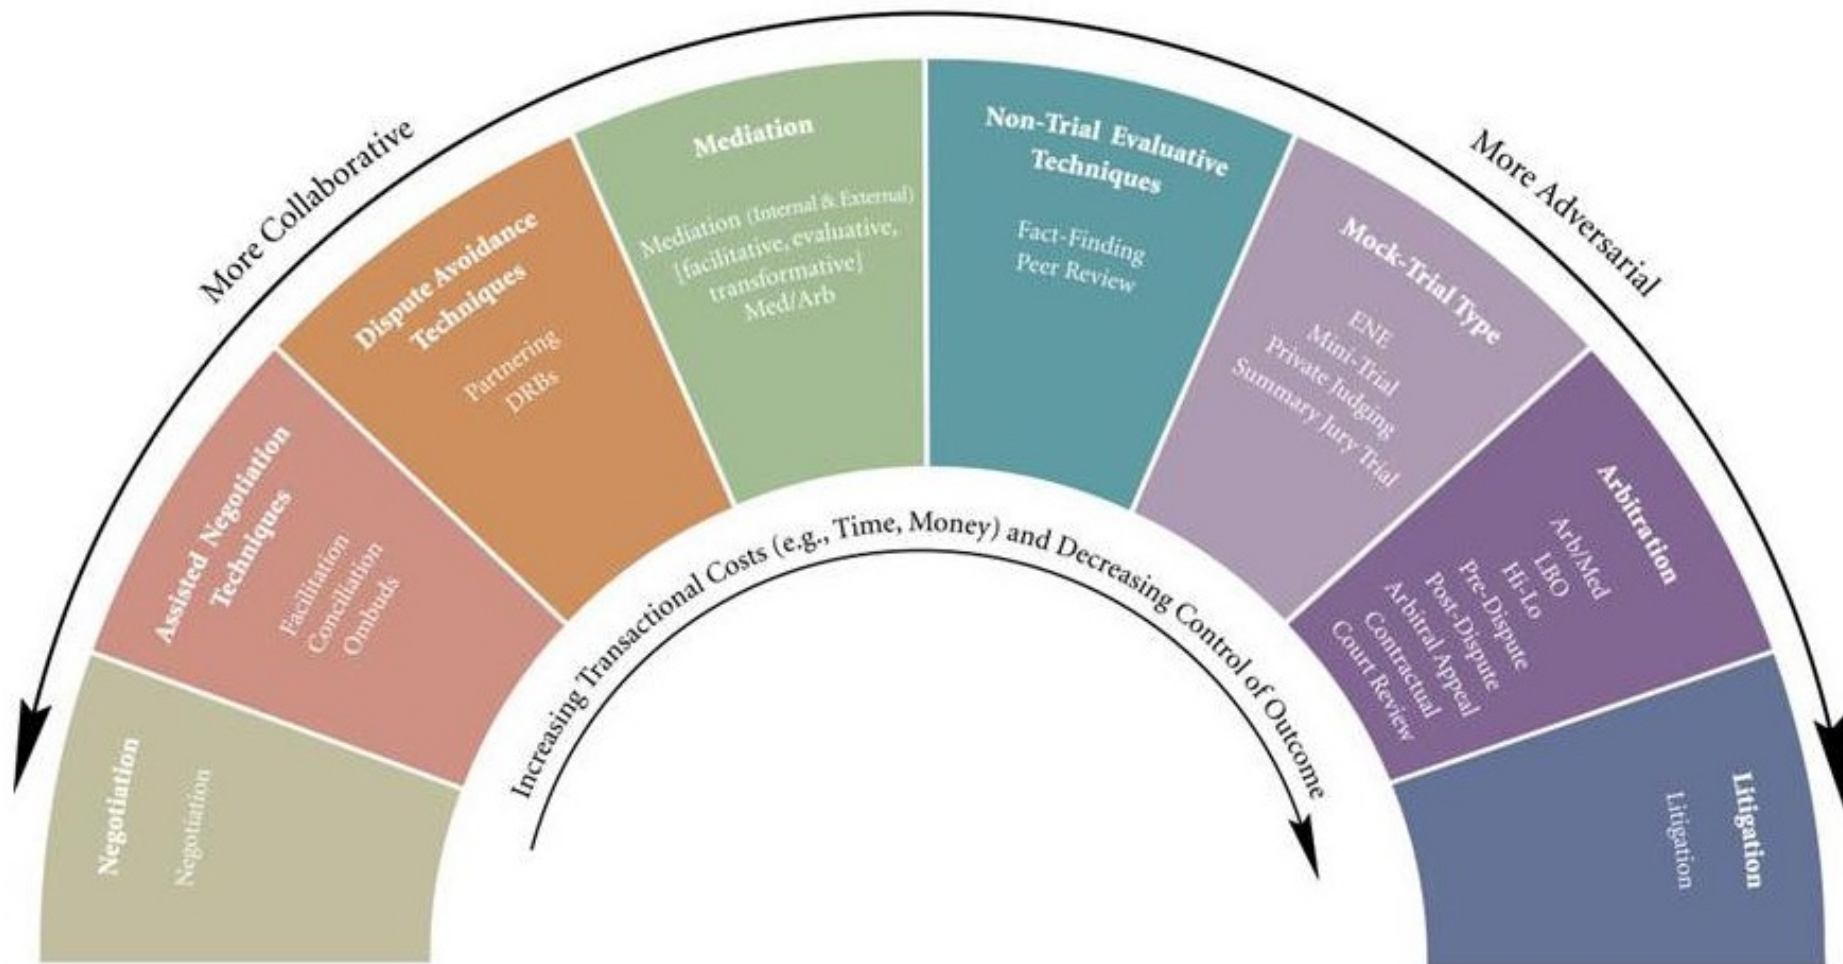 More Collaborative
More Adversarial
Negotiation
Negotiation
Assisted Negotiation
Techniques
Facilitation
Conciliation
Ombuds
Dispute Avoidance
Techniques
Partnering
DRBs
Mediation
Mediation (Internal & External)
[facilitative, evaluative,
transformative]
Med/Arb
Non-Trial Evaluative
Techniques
Fact-Finding
Peer Review
Mock-Trial Type
ENE
Mini-Trial
Private Judging
Summary Jury Trial
Arbitration
Arb/Med
LBO
Hi-Lo
Pre-Dispute
Post-Dispute
Arbitral Appeal
Contractual
Court Review
Litigation
Litigation
Increasing Transactional Costs (e.g., Time, Money) and Decreasing Control of Outcome